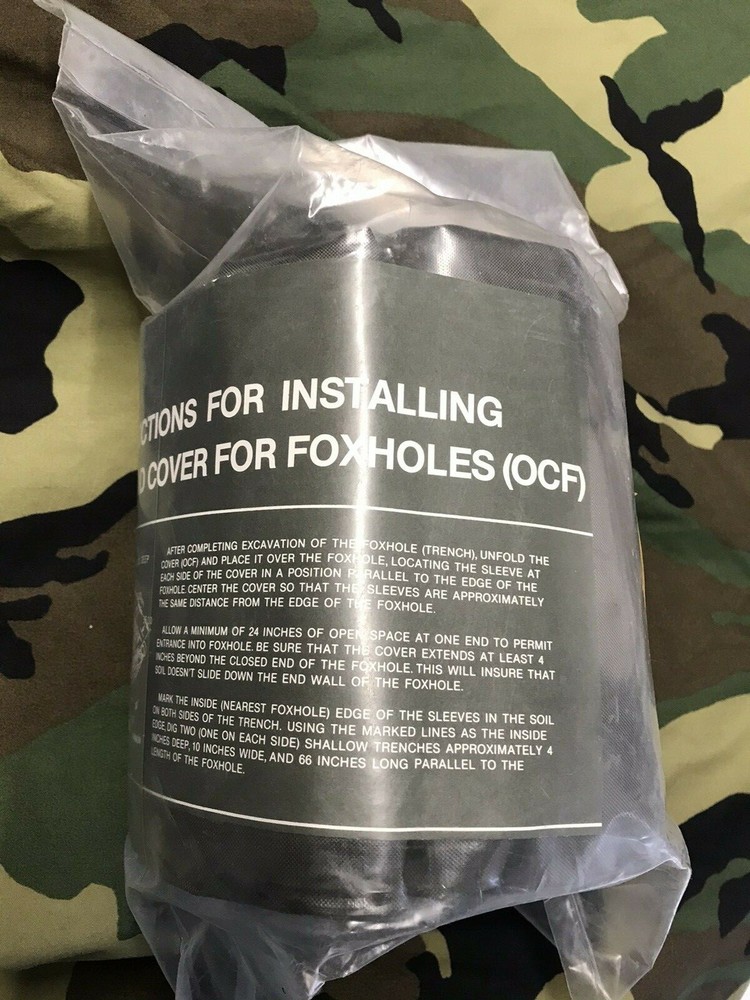 CTIONS FOR INSTALLING
D COVER FOR FOXHOLES (OCF)
AFTER COMPLETING EXCAVATION OF THE FOXHOLE (TRENCH), UNFOLD THE
COVER (OCF) AND PLACE IT OVER THE FOXHOLE, LOCATING THE SLEEVE AT
EACH SIDE OF THE COVER IN A POSITION PARALLEL TO THE EDGE OF THE
FOXHOLE. CENTER THE COVER SO THAT THE SLEEVES ARE APPROXIMATELY
THE SAME DISTANCE FROM THE EDGE OF THE FOXHOLE.
ALLOW A MINIMUM OF 24 INCHES OF OPEN SPACE AT ONE END TO PERMIT
ENTRANCE INTO FOXHOLE. BE SURE THAT THE COVER EXTENDS AT LEAST 4
INCHES BEYOND THE CLOSED END OF THE FOXHOLE. THIS WILL INSURE THAT
SOIL DOESN'T SLIDE DOWN THE END WALL OF THE FOXHOLE.
MARK THE INSIDE (NEAREST FOXHOLE) EDGE OF THE SLEEVES IN THE SOIL
ON BOTH SIDES OF THE TRENCH. USING THE MARKED LINES AS THE INSIDE
EDGE, DIG TWO (ONE ON EACH SIDE) SHALLOW TRENCHES APPROXIMATELY 4
INCHES DEEP, 10 INCHES WIDE, AND 66 INCHES LONG PARALLEL TO THE
LENGTH OF THE FOXHOLE.
DEEP